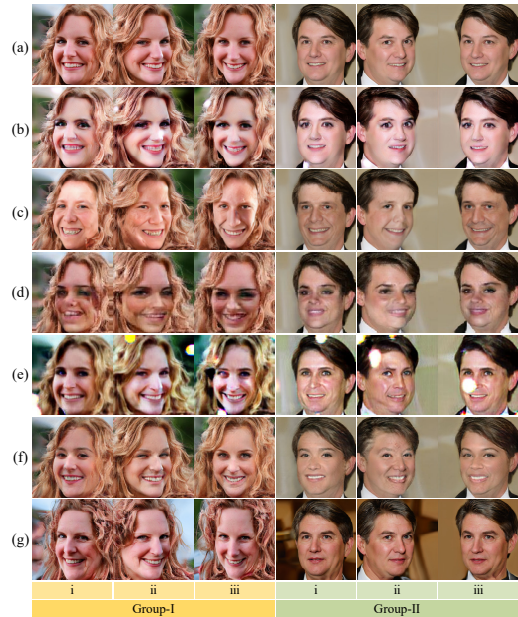 (a)
(b)
(c)
(d)
(e)
(f)
(g)
i ii iii i ii iii
Group-I Group-II